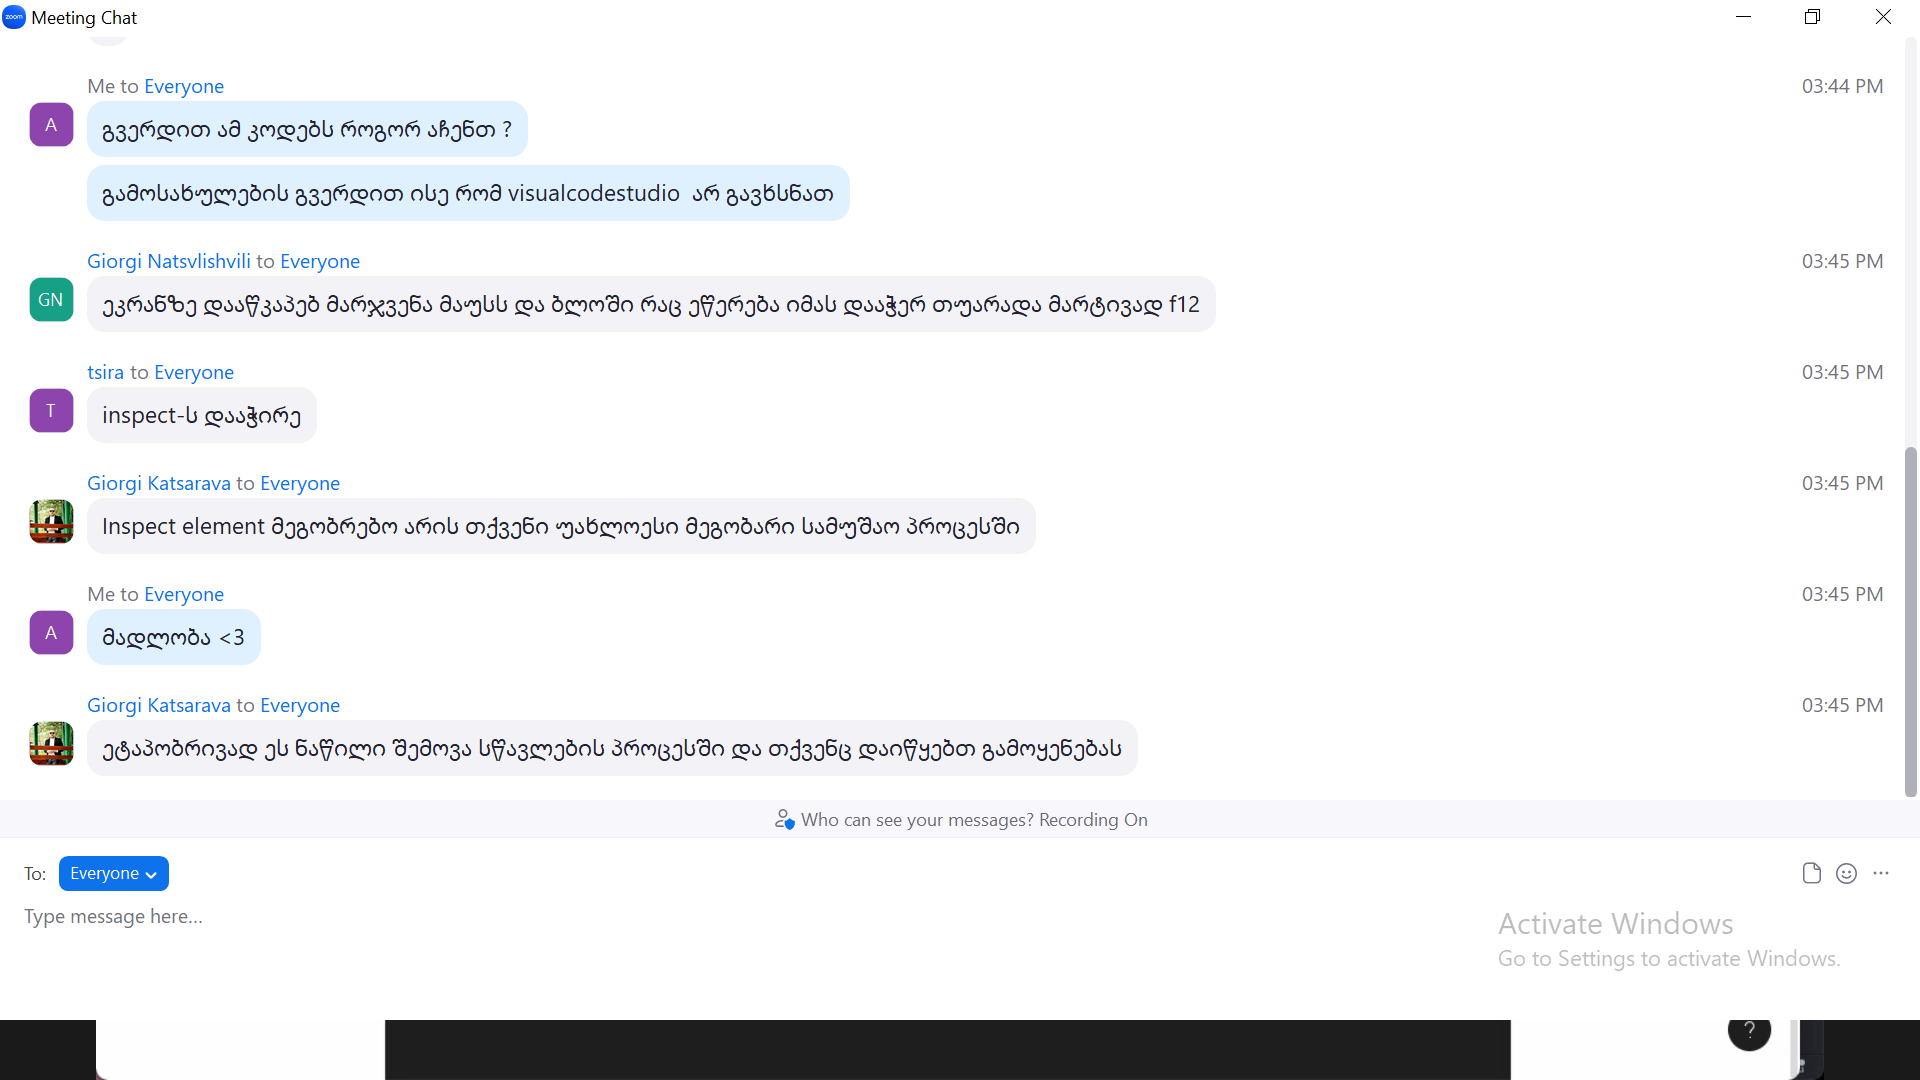 zoom Meeting Chat
Me to Everyone 03:44 PM
A
გვერდით ამ კოდებს როგორ აჩენთ ?
გამოსახულების გვერდით ისე რომ visualcodestudio  არ გავხსნათ
Giorgi Natsvlishvili to Everyone 03:45 PM
GN
ეკრანზე დააწკაპებ მარჯვენა მაუსს და ბლოში რაც ეწერება იმას დააჭერ თუარადა მარტივად f12
tsira to Everyone 03:45 PM
T
inspect-ს დააჭირე
Giorgi Katsarava to Everyone 03:45 PM
Inspect element მეგობრებო არის თქვენი უახლოესი მეგობარი სამუშაო პროცესში
Me to Everyone 03:45 PM
A
მადლობა <3
Giorgi Katsarava to Everyone 03:45 PM
ეტაპობრივად ეს ნაწილი შემოვა სწავლების პროცესში და თქვენც დაიწყებთ გამოყენებას
Who can see your messages? Recording On
To: Everyone
Type message here...
Activate Windows
Go to Settings to activate Windows.
?